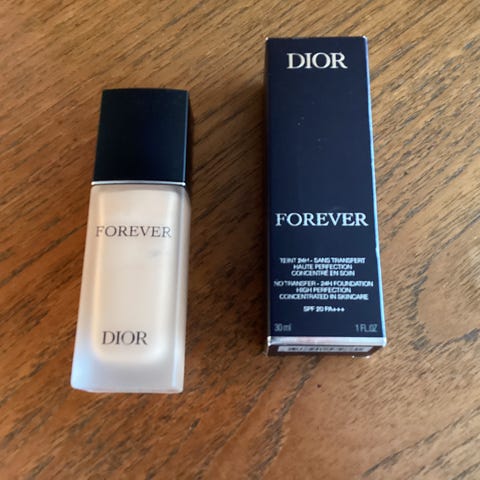 FOREVER
DIOR
DIOR
FOREVER
TEINT 24H - SANS TRANSFERT
HAUTE PERFECTION
CONCENTRÉ EN SOIN
NO TRANSFER - 24H FOUNDATION
HIGH PERFECTION
CONCENTRATED IN SKINCARE
SPF 20 PA+++
30 ml 1 FL.OZ